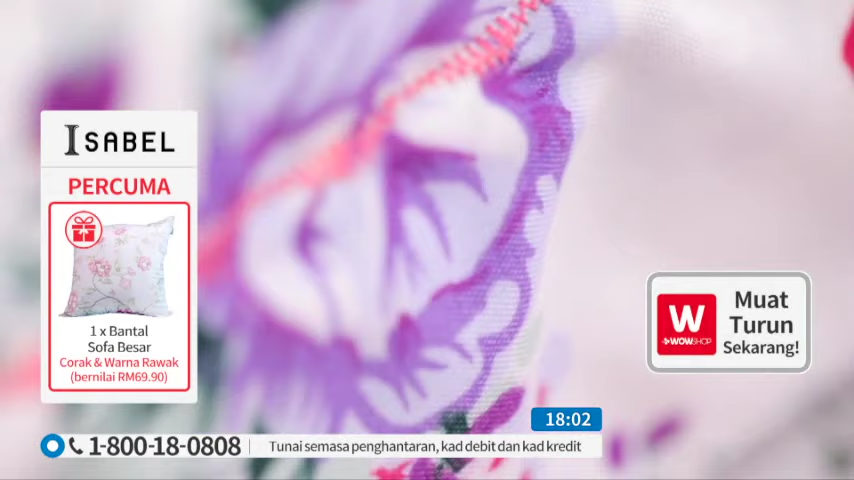 ISABEL
PERCUMA
1 x Bantal
Sofa Besar
Corak & Warna Rawak
(bernilai RM69.90)
W
WOWSHOP
Muat
Turun
Sekarang!
18:02
1-800-18-0808
Tunai semasa penghantaran, kad debit dan kad kredit